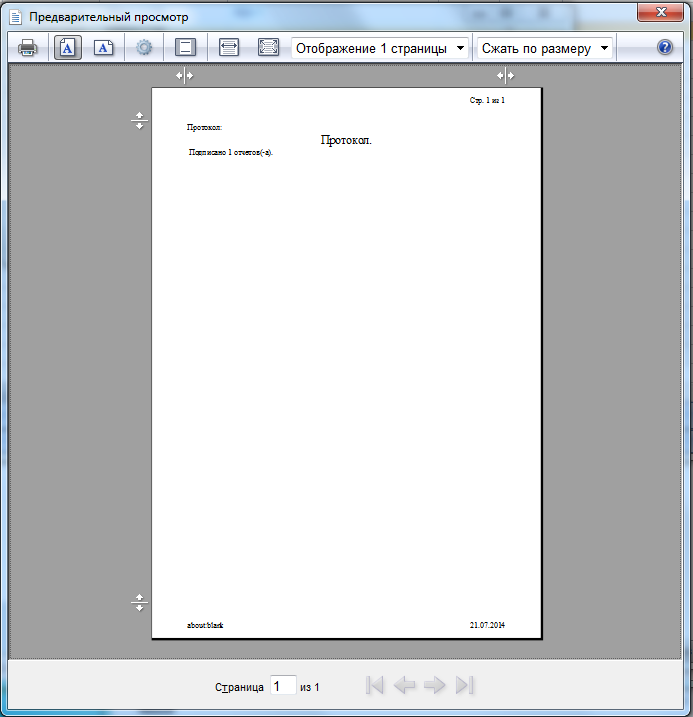 Предварительный просмотр
A A Отображение 1 страницы Сжать по размеру ?
Стр. 1 из 1
Протокол:
Протокол.
Подписано 1 отчетов(-а).
about:blank 21.07.2014
Страница 1 из 1